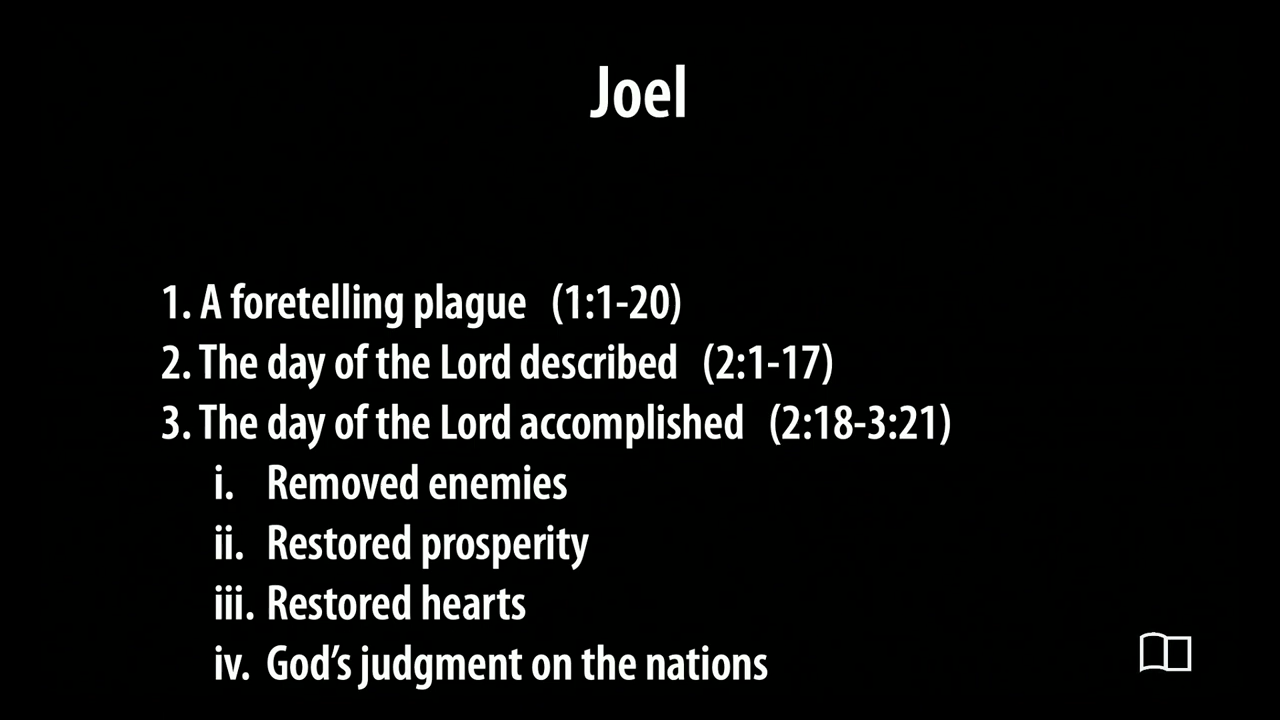 Joel
1. A foretelling plague (1:1-20)
2. The day of the Lord described (2:1-17)
3. The day of the Lord accomplished (2:18-3:21)
i. Removed enemies
ii. Restored prosperity
iii. Restored hearts
iv. God’s judgment on the nations